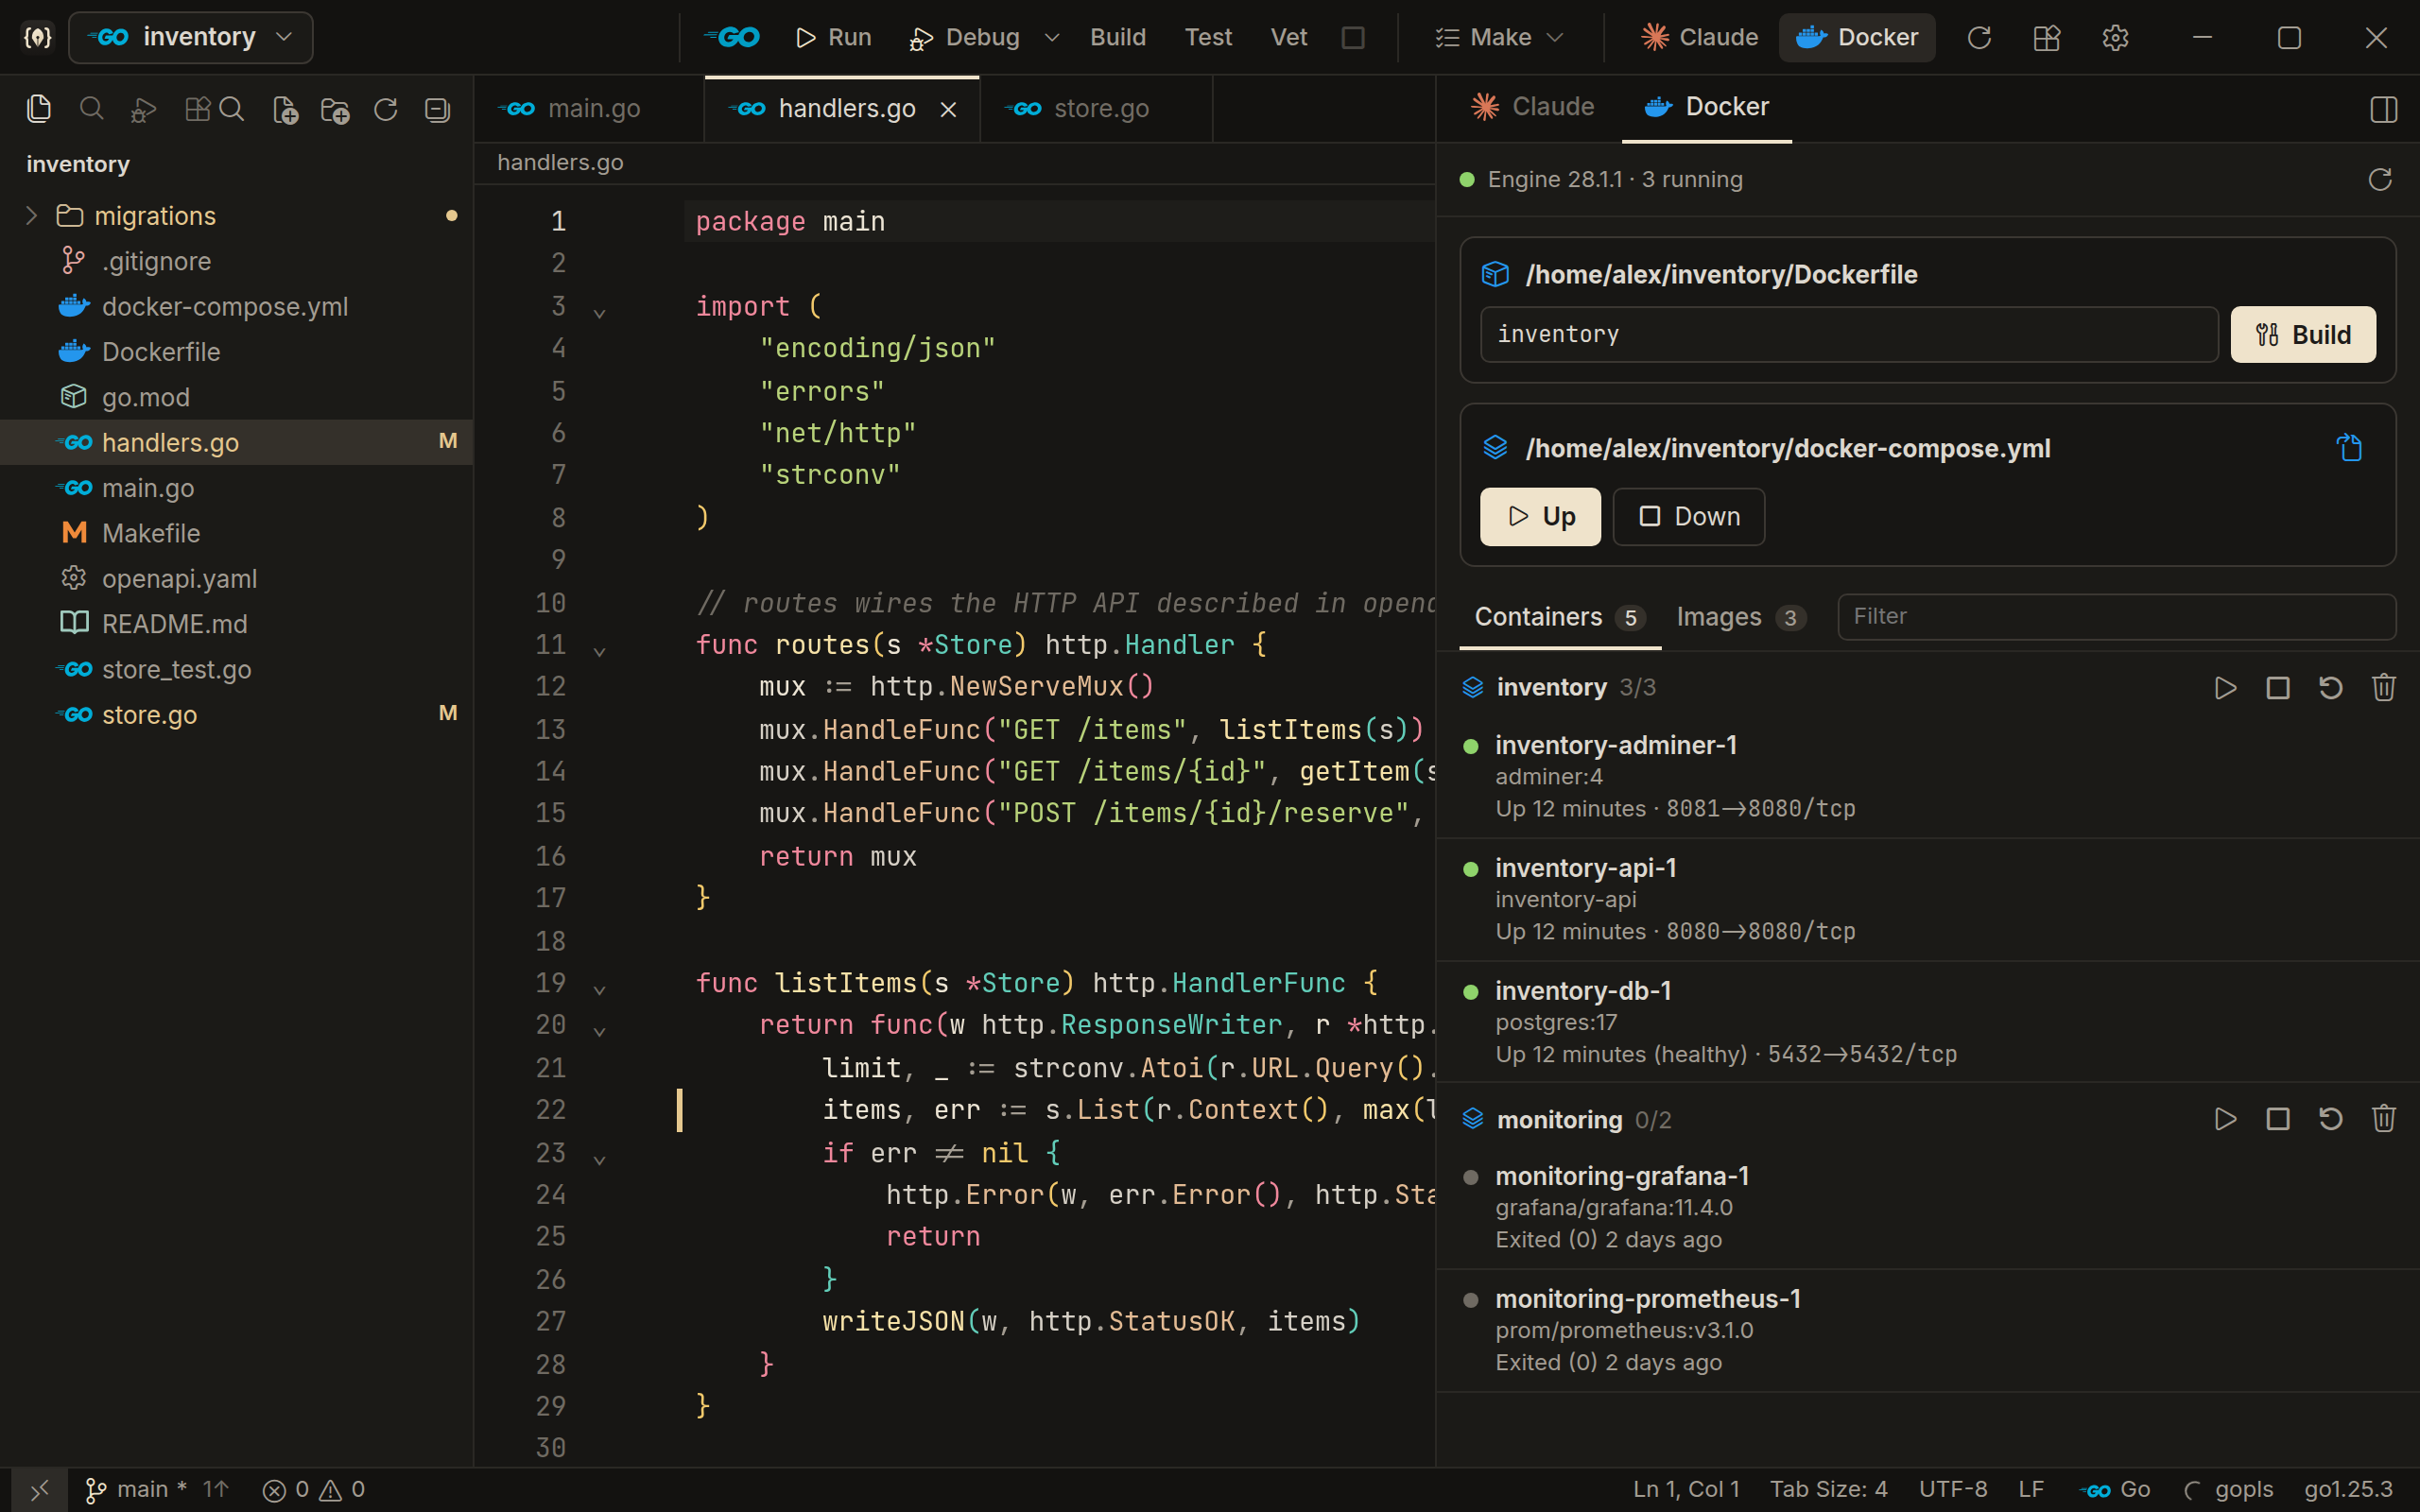 GO inventory
GO Run Debug Build Test Vet Make Claude Docker
inventory
migrations
.gitignore
docker-compose.yml
Dockerfile
go.mod
GO handlers.go M
GO main.go
M Makefile
openapi.yaml
README.md
GO store_test.go
GO store.go M
GO main.go GO handlers.go GO store.go
handlers.go
1 package main
2
3 import (
4 "encoding/json"
5 "errors"
6 "net/http"
7 "strconv"
8 )
9
10 // routes wires the HTTP API described in
11 func routes(s *Store) http.Handler {
12 mux := http.NewServeMux()
13 mux.HandleFunc("GET /items", listItems(s))
14 mux.HandleFunc("GET /items/{id}", getItem(s
15 mux.HandleFunc("POST /items/{id}/reserve",
16 return mux
17 }
18
19 func listItems(s *Store) http.HandlerFunc {
20 return func(w http.ResponseWriter, r *http.
21 limit, _ := strconv.Atoi(r.URL.Query().
22 items, err := s.List(r.Context(), max(l
23 if err != nil {
24 http.Error(w, err.Error(), http.Sta
25 return
26 }
27 writeJSON(w, http.StatusOK, items)
28 }
29 }
30
Claude Docker
Engine 28.1.1 · 3 running
/home/alex/inventory/Dockerfile
inventory Build
/home/alex/inventory/docker-compose.yml
Up Down
Containers 5 Images 3 Filter
inventory 3/3
inventory-adminer-1
adminer:4
Up 12 minutes · 8081->8080/tcp
inventory-api-1
inventory-api
Up 12 minutes · 8080->8080/tcp
inventory-db-1
postgres:17
Up 12 minutes (healthy) · 5432->5432/tcp
monitoring 0/2
monitoring-grafana-1
grafana/grafana:11.4.0
Exited (0) 2 days ago
monitoring-prometheus-1
prom/prometheus:v3.1.0
Exited (0) 2 days ago
main * 1↑ 0 0 Ln 1, Col 1 Tab Size: 4 UTF-8 LF GO Go gopls go1.25.3